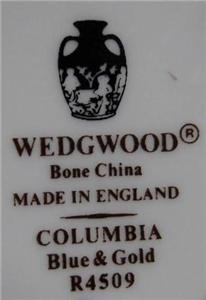 WEDGWOOD®
Bone China
MADE IN ENGLAND
COLUMBIA
Blue & Gold
R4509